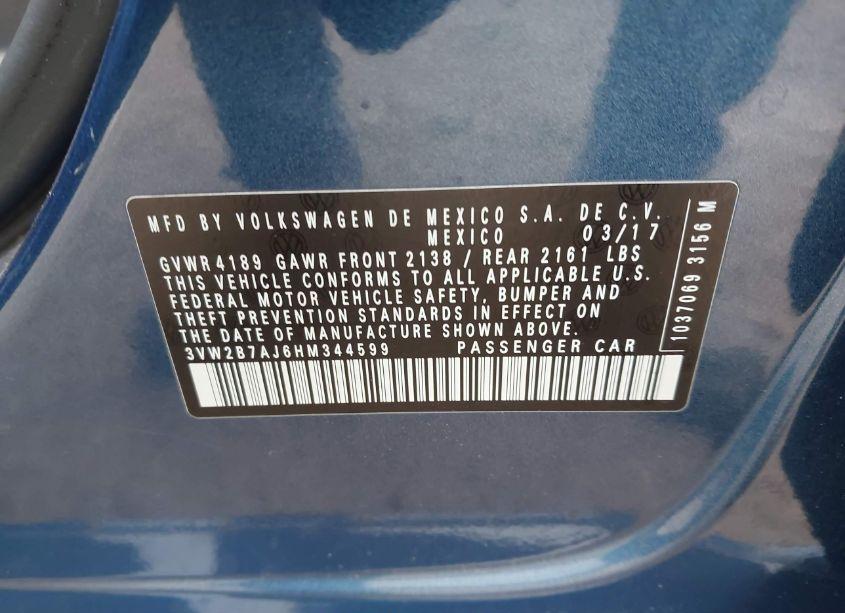 MFD BY VOLKSWAGEN DE MEXICO S.A. DE C.V.
MEXICO 03/17
GVWR 4189 GAWR FRONT 2138 / REAR 2161 LBS
THIS VEHICLE CONFORMS TO ALL APPLICABLE U.S.
FEDERAL MOTOR VEHICLE SAFETY, BUMPER AND
THEFT PREVENTION STANDARDS IN EFFECT ON
THE DATE OF MANUFACTURE SHOWN ABOVE.
3VW2B7AJ6HM344599 PASSENGER CAR
1037069 3156 M